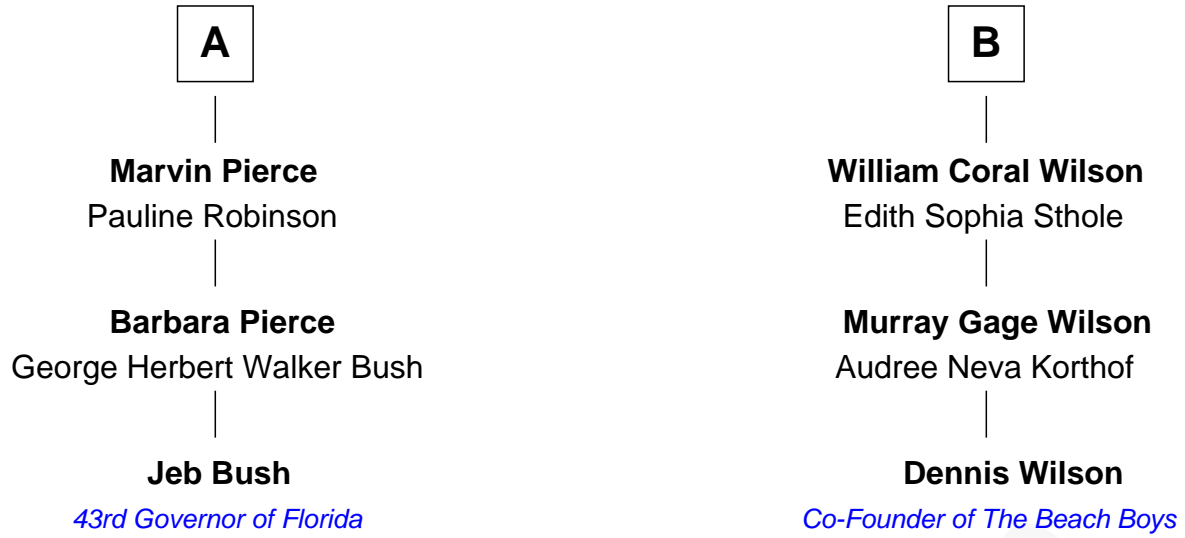 A
Marvin Pierce
Pauline Robinson
Barbara Pierce
George Herbert Walker Bush
Jeb Bush
43rd Governor of Florida
B
William Coral Wilson
Edith Sophia Sthole
Murray Gage Wilson
Audree Neva Korthof
Dennis Wilson
Co-Founder of The Beach Boys